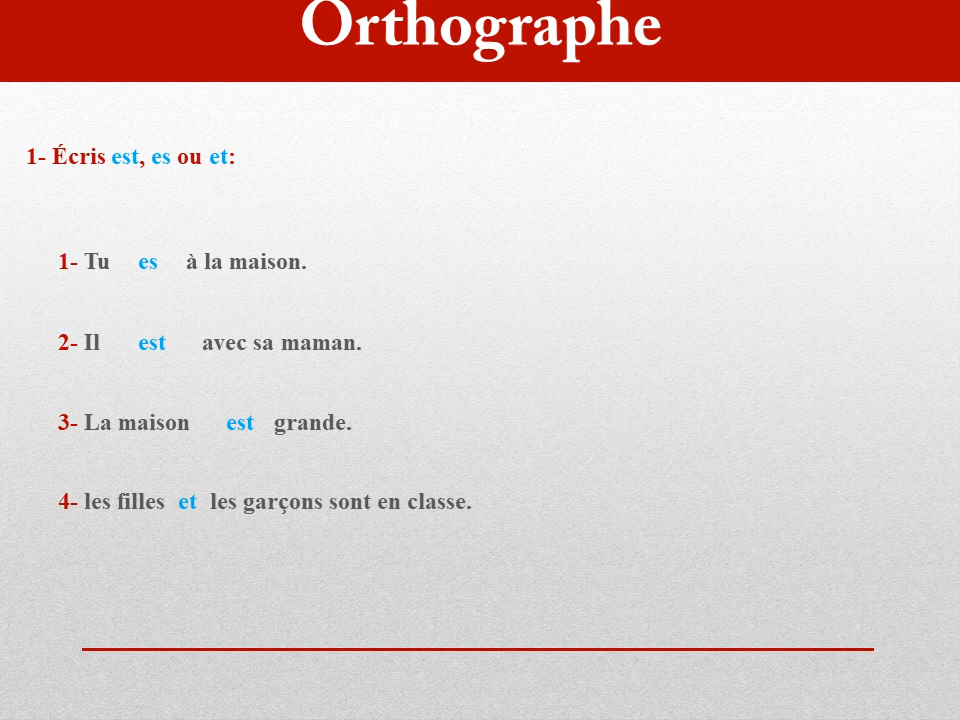 Orthographe
1- Écris est, es ou et:
1- Tu es à la maison.
2- Il est avec sa maman.
3- La maison est grande.
4- les filles et les garçons sont en classe.